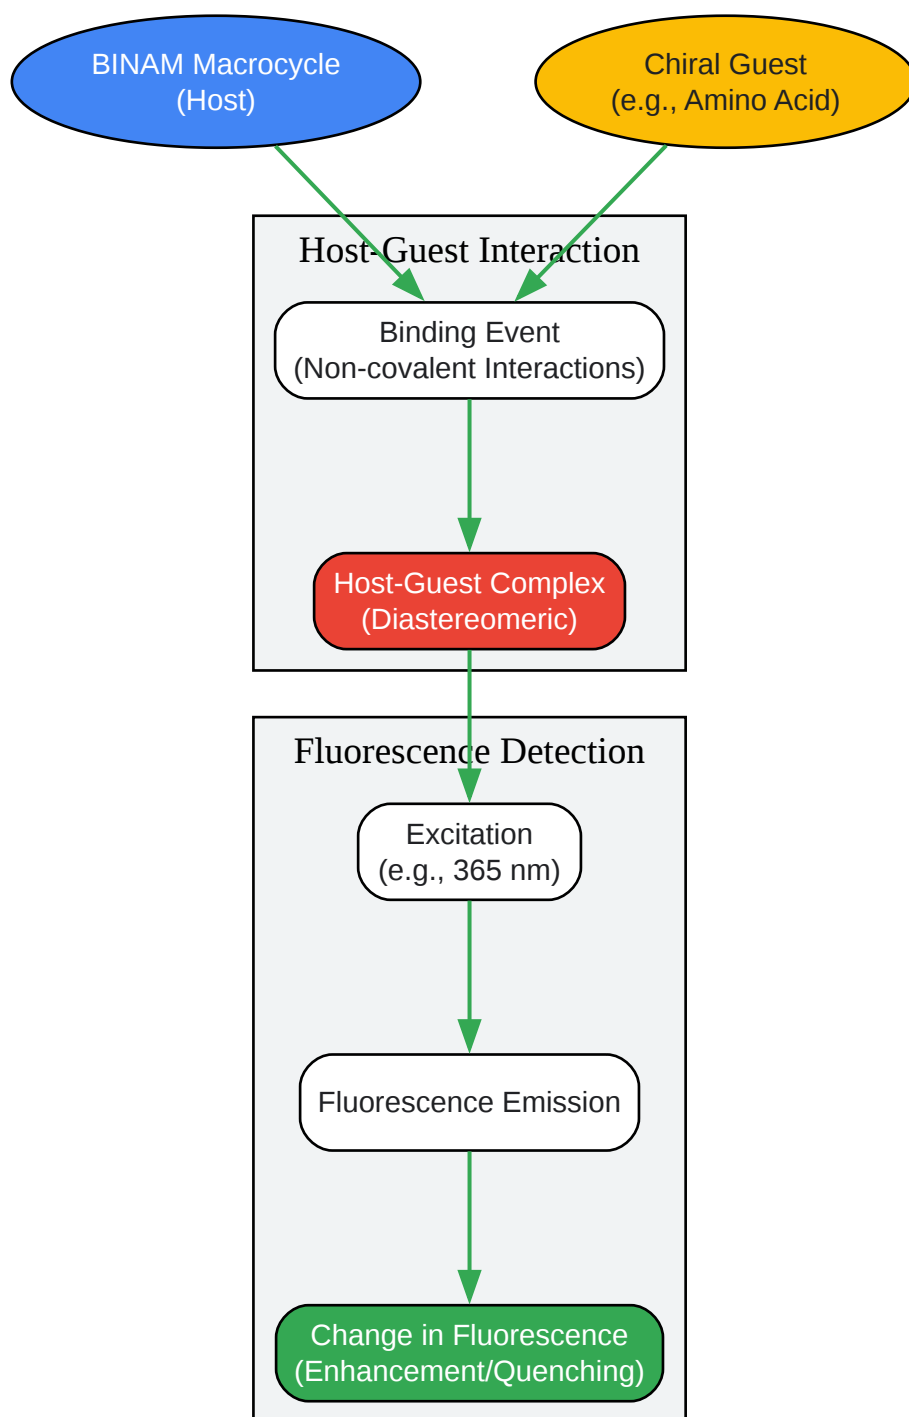 BINAM Macrocycle
(Host)
Chiral Guest
(e.g., Amino Acid)
Host-Guest Interaction
Binding Event
(Non-covalent Interactions)
Host-Guest Complex
(Diastereomeric)
Fluorescence Detection
Excitation
(e.g., 365 nm)
Fluorescence Emission
Change in Fluorescence
(Enhancement/Quenching)